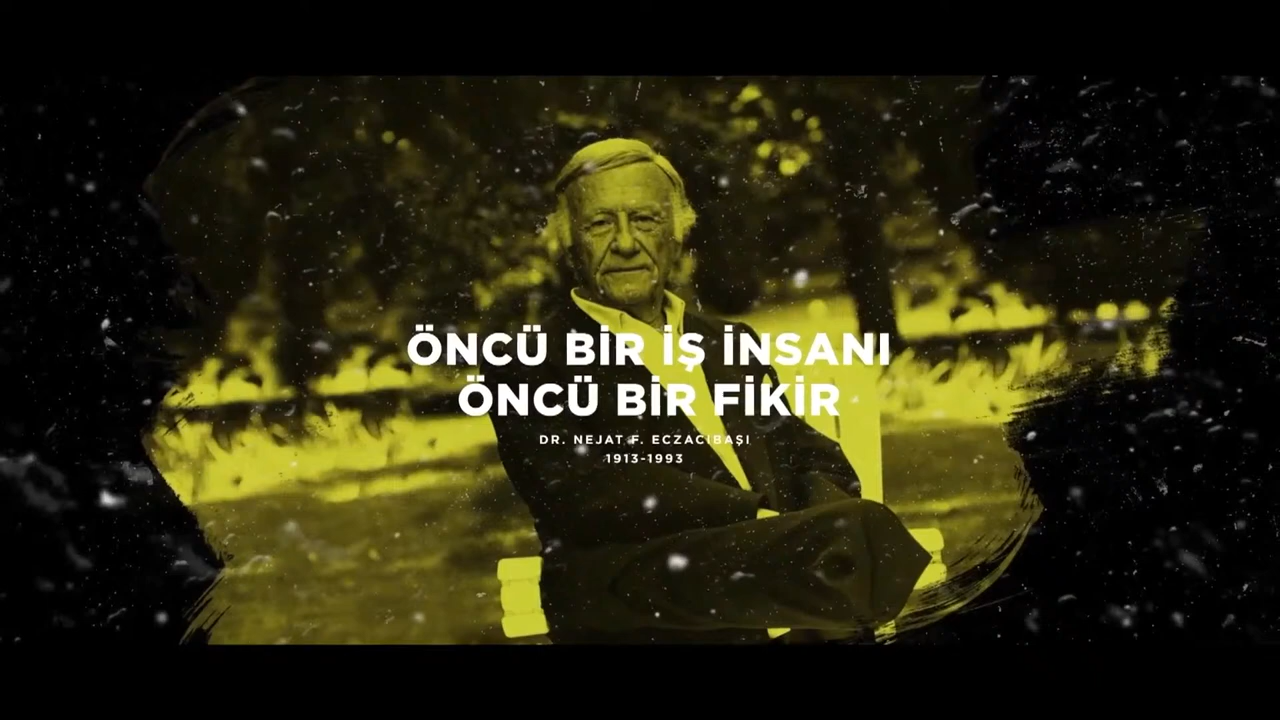 ÖNCÜ BİR İŞ İNSANI
ÖNCÜ BİR FİKİR
DR. NEJAT F. ECZACIBAŞI
1913-1993